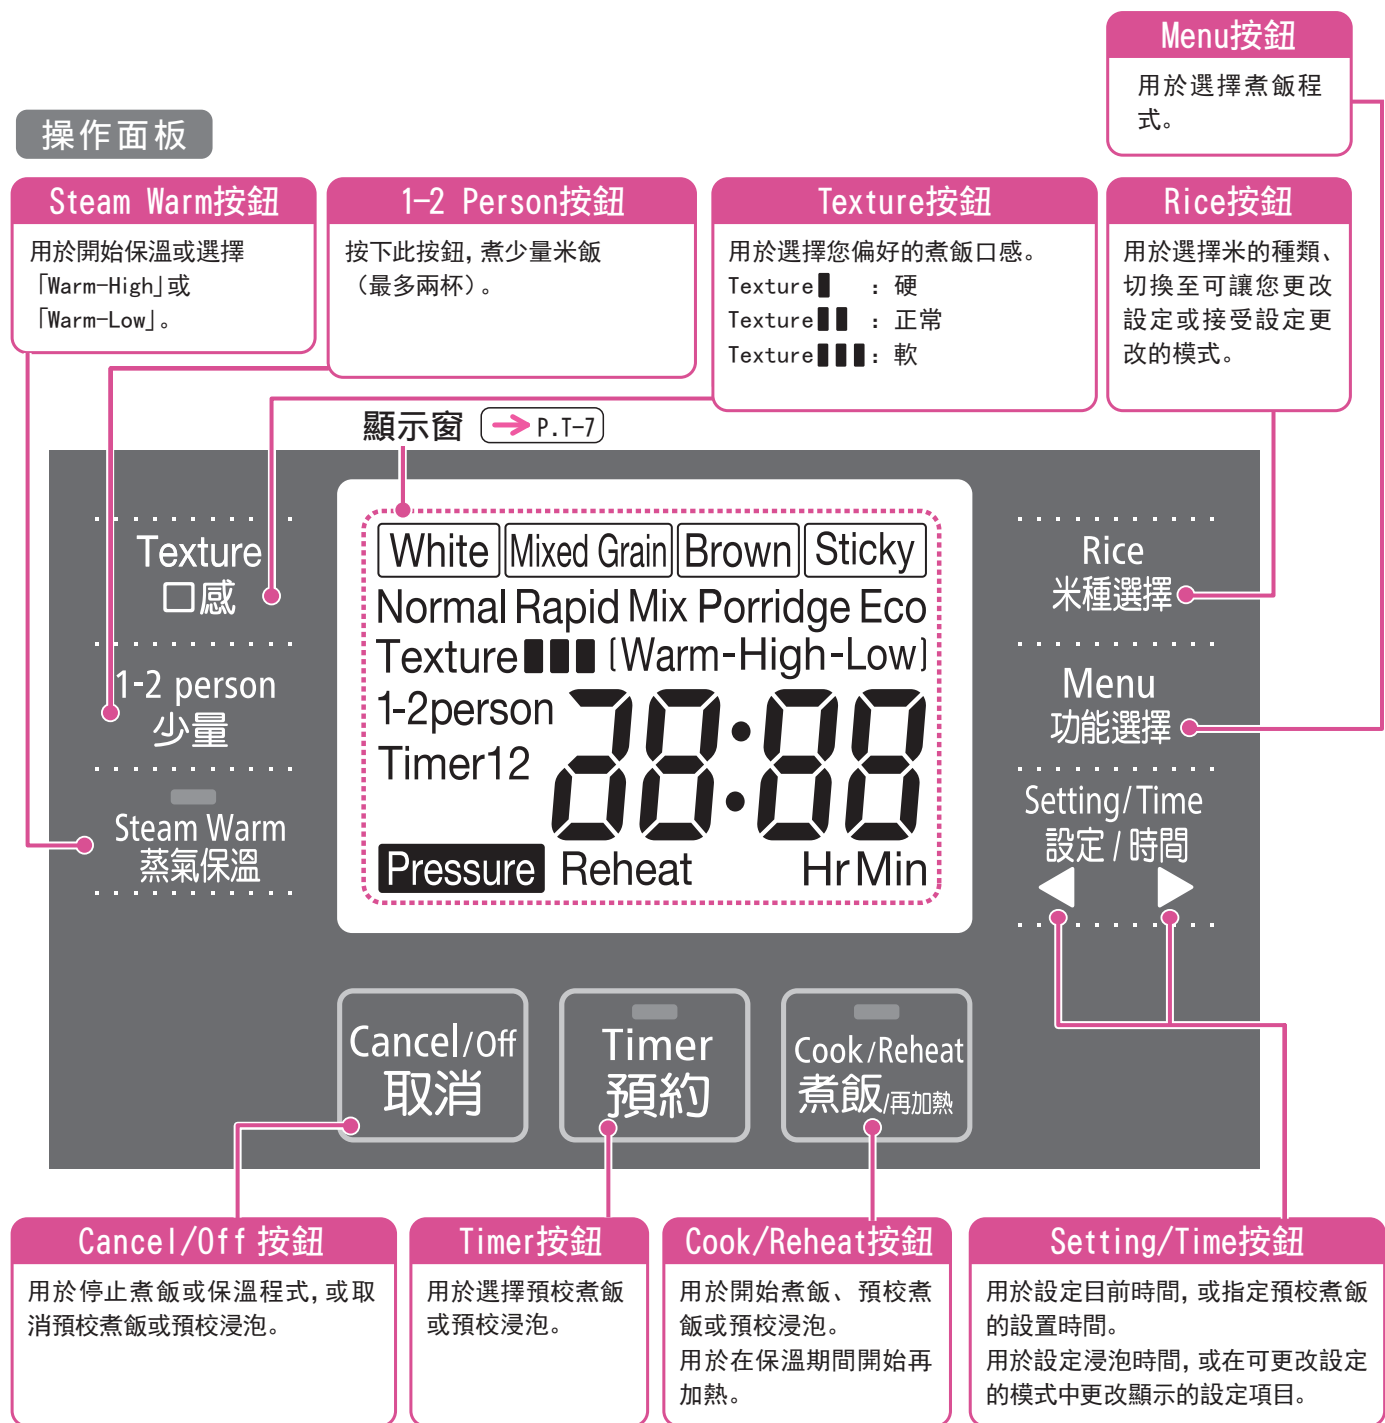 Menu按鈕
用於選擇煮飯程
式。
操作面板
Steam Warm按鈕
用於開始保溫或選擇
「Warm-High」或
「Warm-Low」。
1-2 Person按鈕
按下此按鈕，煮少量米飯
（最多兩杯）。
Texture按鈕
用於選擇您偏好的煮飯口感。
Texture▮ ：硬
Texture▮▮ ：正常
Texture▮▮▮：軟
Rice按鈕
用於選擇米的種類、
切換至可讓您更改
設定或接受設定更
改的模式。
顯示窗 → P.T-7
Texture
口感
1-2 person
少量
Steam Warm
蒸氣保溫
White Mixed Grain Brown Sticky
Normal Rapid Mix Porridge Eco
Texture▮▮▮ [Warm-High-Low]
1-2person
Timer12
28:88
Pressure Reheat Hr Min
Rice
米種選擇
Menu
功能選擇
Setting/Time
設定/時間
◀ ▶
Cancel/Off
取消
Timer
預約
Cook/Reheat
煮飯/再加熱
Cancel/Off 按鈕
用於停止煮飯或保溫程式，或取
消預校煮飯或預校浸泡。
Timer按鈕
用於選擇預校煮飯
或預校浸泡。
Cook/Reheat按鈕
用於開始煮飯、預校煮
飯或預校浸泡。
用於在保溫期間開始再
加熱。
Setting/Time按鈕
用於設定目前時間，或指定預校煮飯
的設置時間。
用於設定浸泡時間，或在可更改設定
的模式中更改顯示的設定項目。